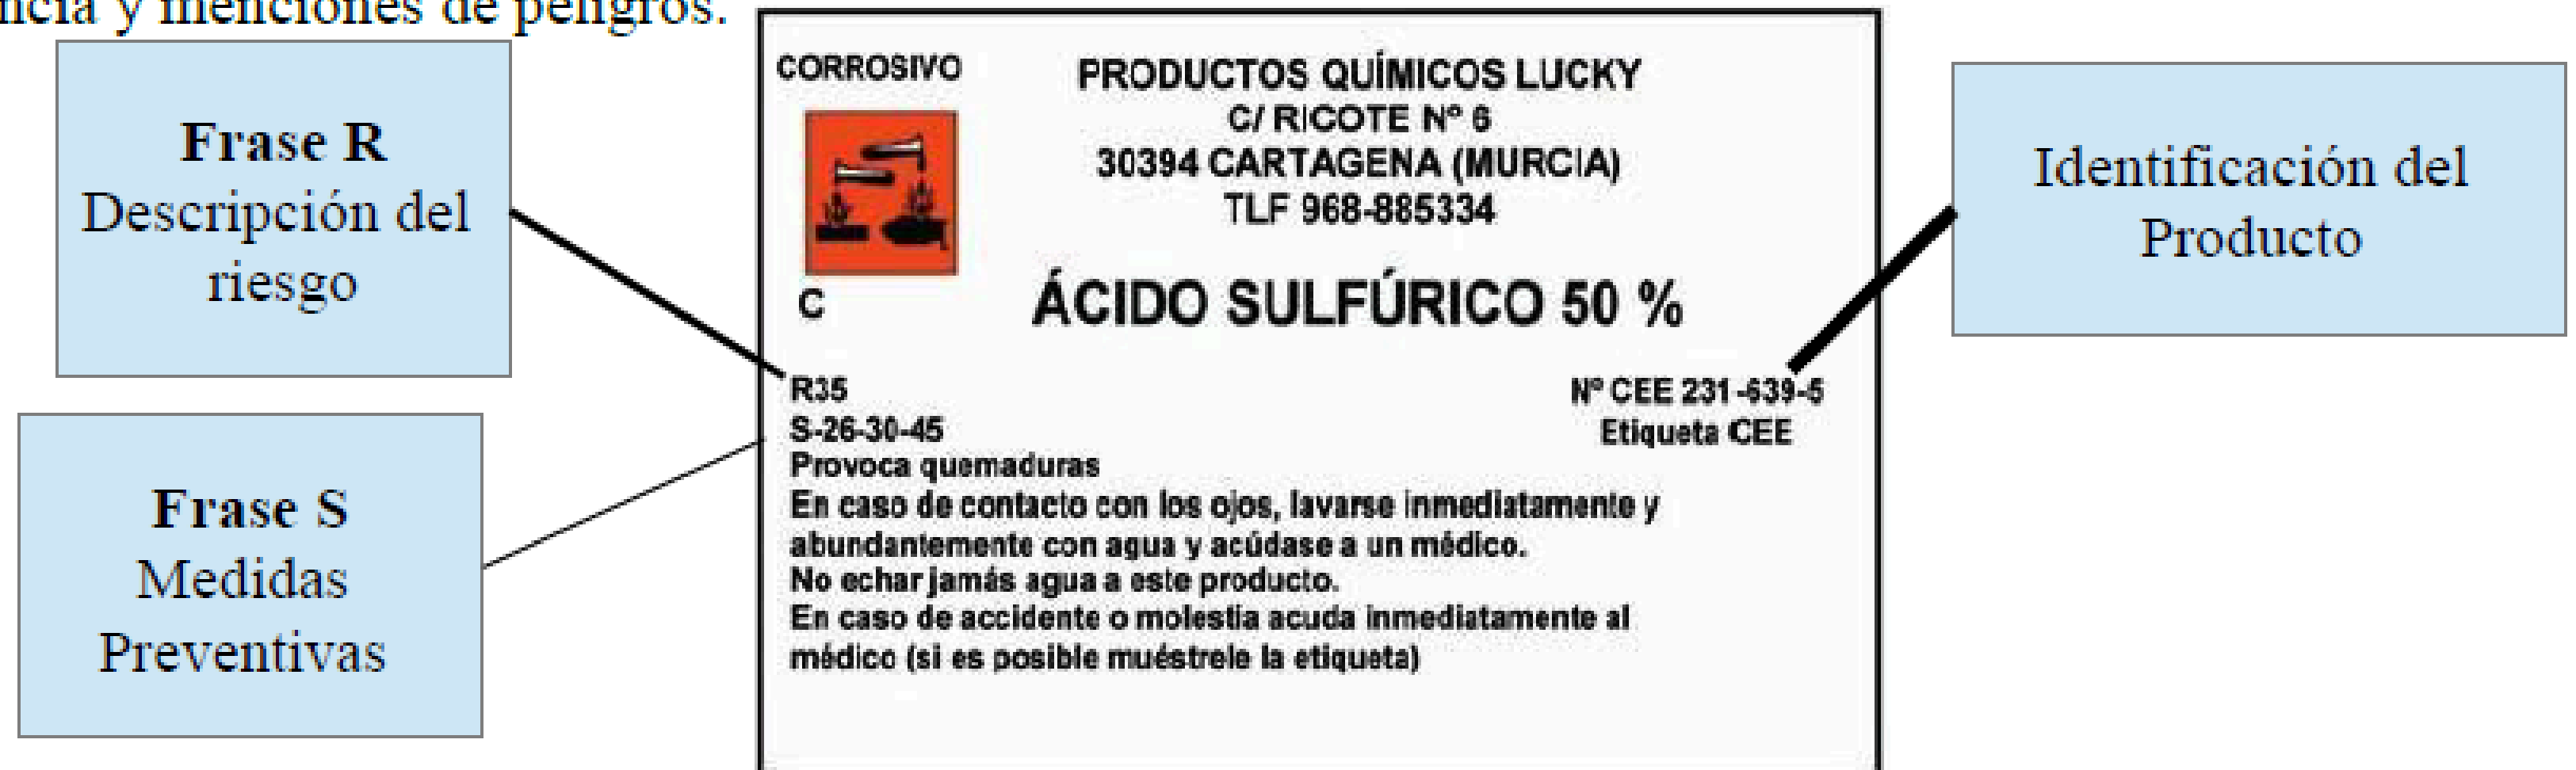 y menciones de peligros.
Frase R
Descripción del
riesgo
Frase S
Medidas
Preventivas
CORROSIVO
C
PRODUCTOS QUÍMICOS LUCKY
C/ RICOTE Nº 6
30394 CARTAGENA (MURCIA)
TLF 968-885334
ÁCIDO SULFÚRICO 50 %
R35
S-26-30-45
Nº CEE 231-639-5
Etiqueta CEE
Provoca quemaduras
En caso de contacto con los ojos, lavarse inmediatamente y
abundantemente con agua y acúdase a un médico.
No echar jamás agua a este producto.
En caso de accidente o molestia acuda inmediatamente al
médico (si es posible muéstrele la etiqueta)
Identificación del
Producto